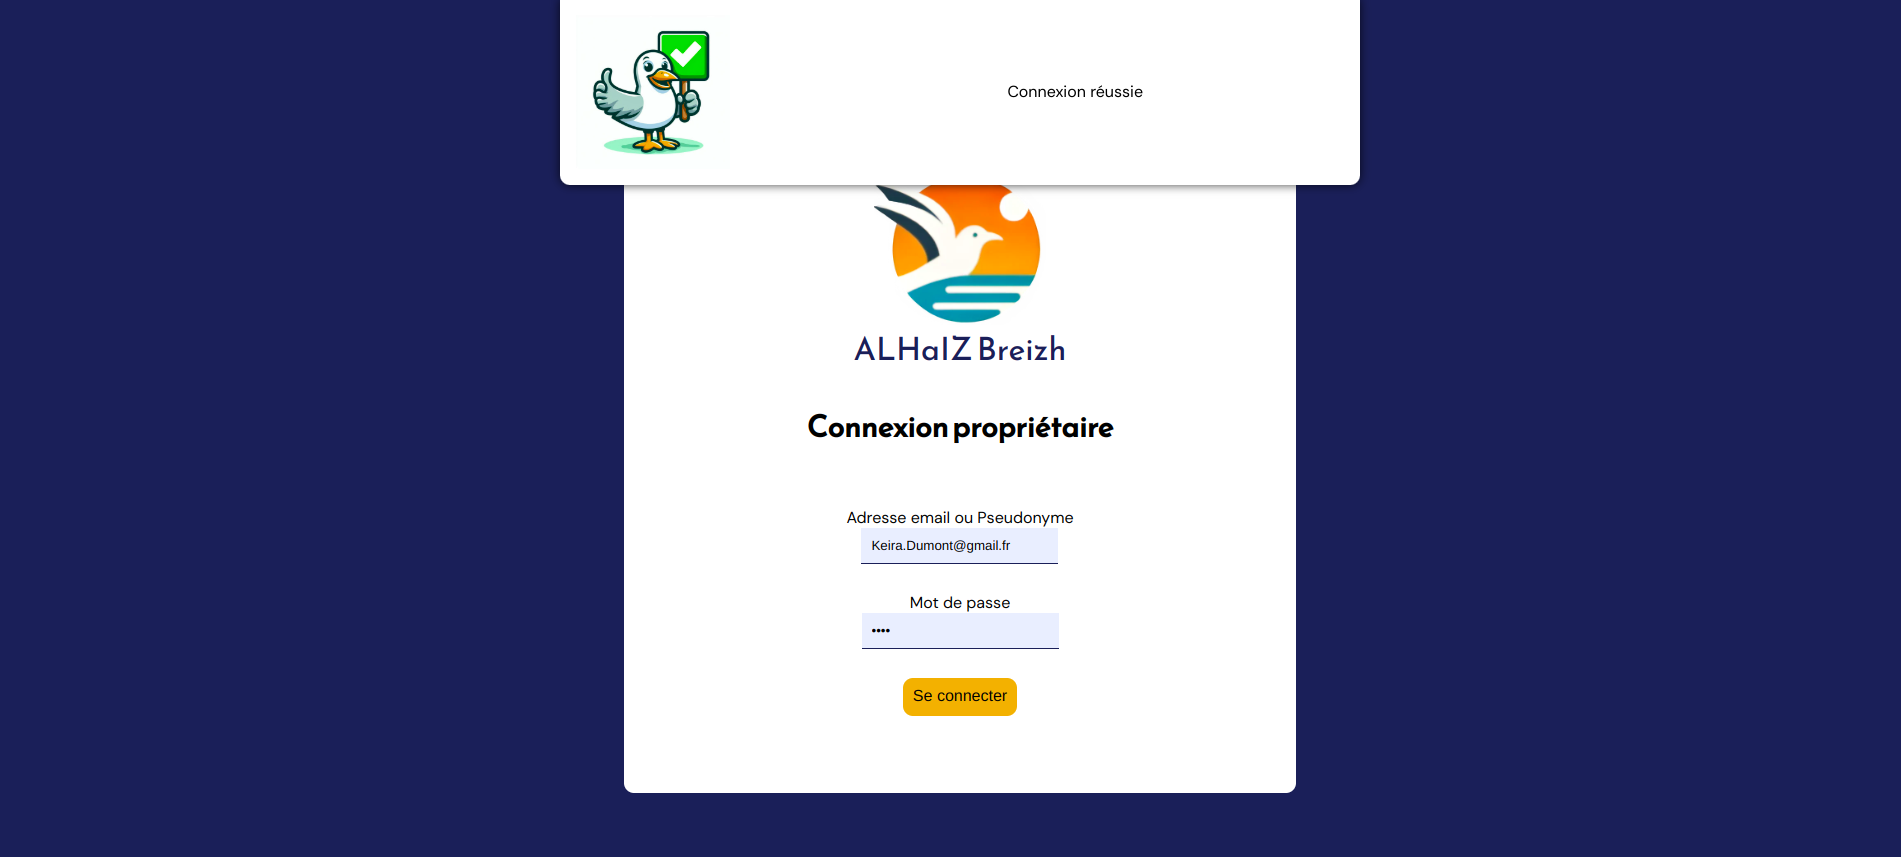 Connexion réussie
ALHaIZ Breizh
Connexion propriétaire
Adresse email ou Pseudonyme
Keira.Dumont@gmail.fr
Mot de passe
••••
Se connecter